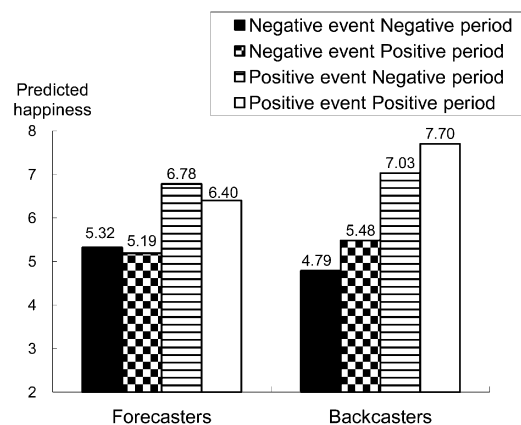 Negative event Negative period
Negative event Positive period
Positive event Negative period
Positive event Positive period
Predicted
happiness
8
7
6
5
4
3
2
5.32
5.19
6.78
6.40
4.79
5.48
7.03
7.70
Forecasters
Backcasters